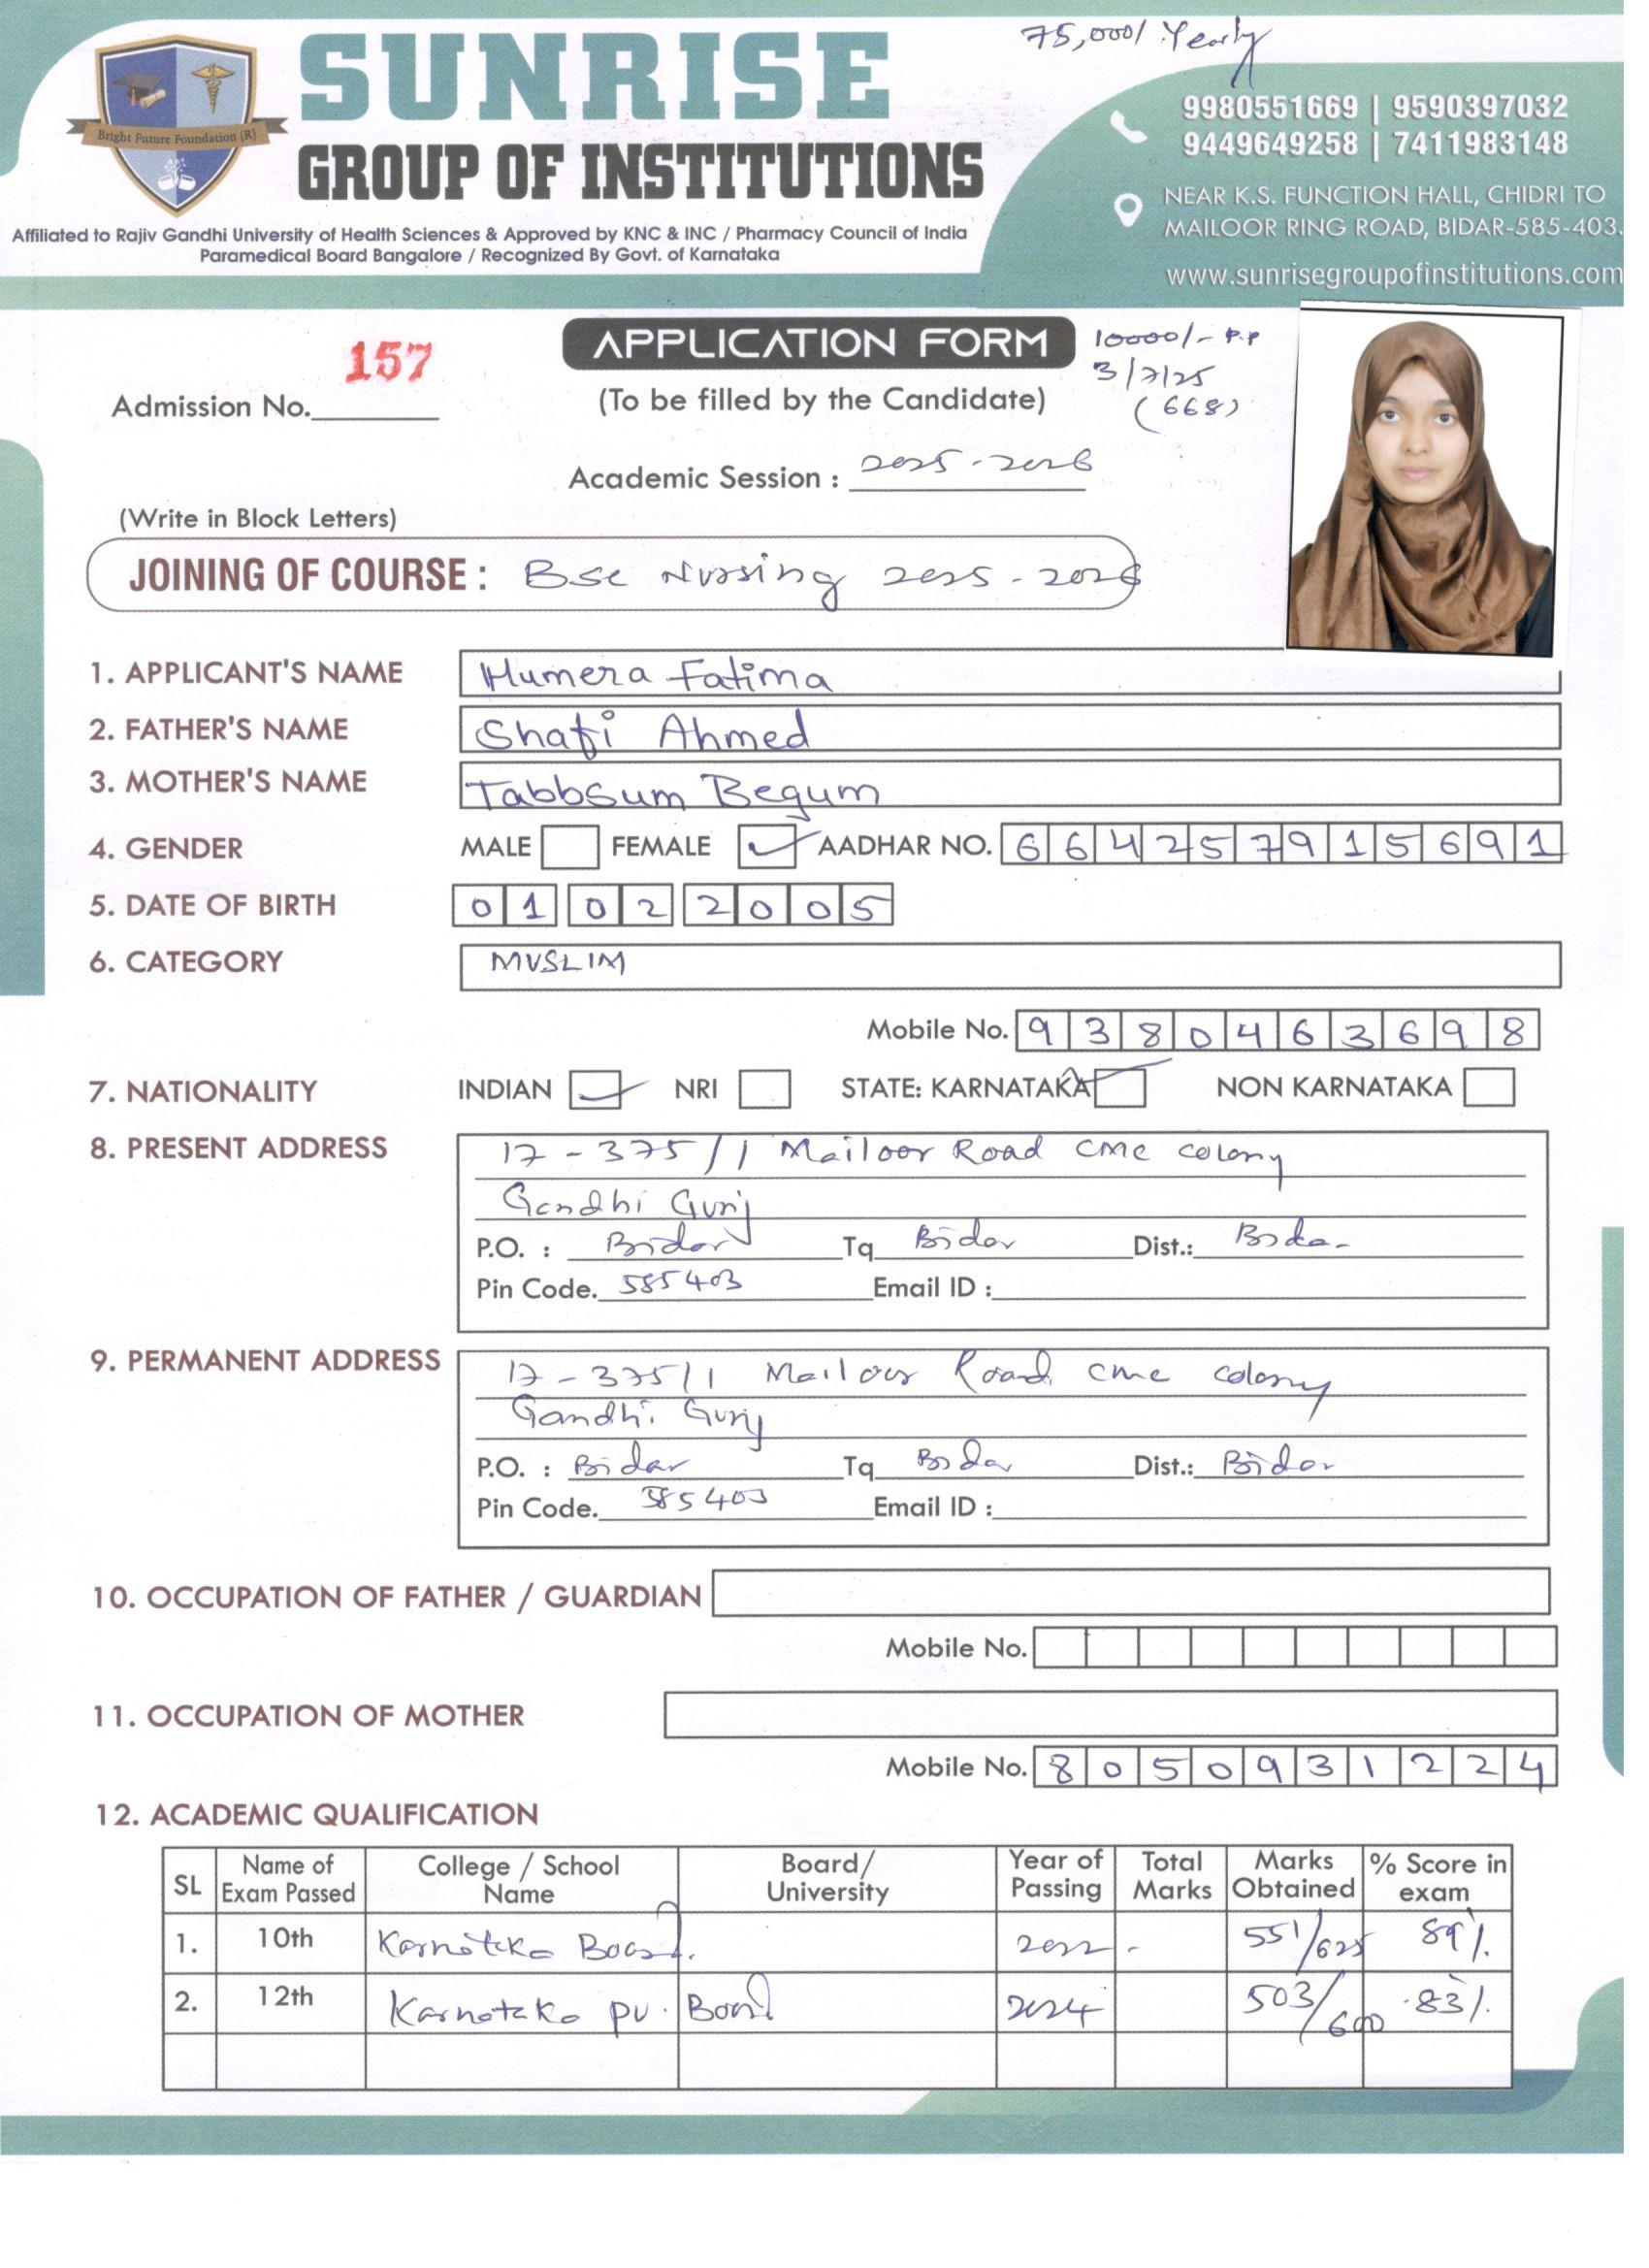 75,000/ Yearly
SUNRISE
GROUP OF INSTITUTIONS
Bright Future Foundation (R)
Affiliated to Rajiv Gandhi University of Health Sciences & Approved by KNC & INC / Pharmacy Council of India
Paramedical Board Bangalore / Recognized By Govt. of Karnataka
9980551669 | 9590397032
9449649258 | 7411983148
NEAR K.S. FUNCTION HALL, CHIDRI TO
MAILOOR RING ROAD, BIDAR-585-403.
www.sunrisegroupofinstitutions.com
APPLICATION FORM
10000/- P.P
3/7/25
(668)
Admission No. 157
(To be filled by the Candidate)
Academic Session : 2025-2026
(Write in Block Letters)
JOINING OF COURSE : Bsc Nursing 2025-2026
1. APPLICANT'S NAME Humera Fatima
2. FATHER'S NAME Shafi Ahmed
3. MOTHER'S NAME Tabbsum Begum
4. GENDER MALE FEMALE AADHAR NO. 664257915691
5. DATE OF BIRTH 01 02 2005
6. CATEGORY MUSLIM
Mobile No. 9380463698
7. NATIONALITY INDIAN NRI STATE: KARNATAKA NON KARNATAKA
8. PRESENT ADDRESS 17-375/1 Mailoor Road cmc colony
Gandhi Gunj
P.O. : Bidar Tq Bidar Dist.: Bidar
Pin Code. 585403 Email ID :
9. PERMANENT ADDRESS 17-375/1 Mailoor Road cmc colony
Gandhi Gunj
P.O. : Bidar Tq Bidar Dist.: Bidar
Pin Code. 585403 Email ID :
10. OCCUPATION OF FATHER / GUARDIAN
Mobile No.
11. OCCUPATION OF MOTHER
Mobile No. 8050931224
12. ACADEMIC QUALIFICATION
SL Name of Exam Passed College / School Name Board/ University Year of Passing Total Marks Marks Obtained % Score in exam
1. 10th Karnataka Board. 2022 - 551/625 89%.
2. 12th Karnataka PU. Board 2024 503/600 83%.